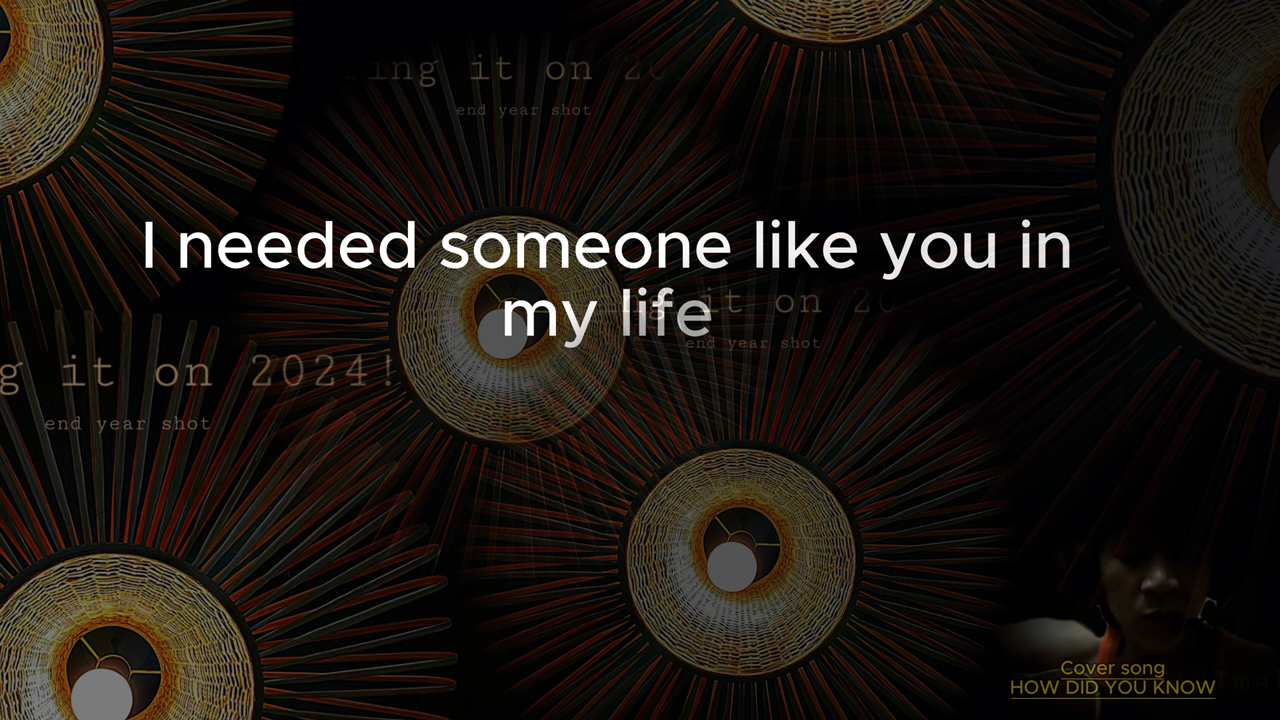 ing it on 20
end year shot
I needed someone like you in
my life
ng it on 20
end year shot
g it on 2024!
end year shot
Cover song
HOW DID YOU KNOW